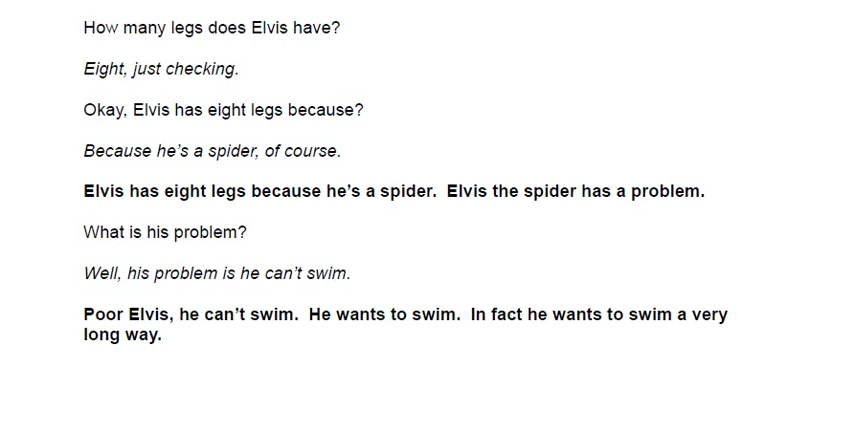 How many legs does Elvis have?
Eight, just checking.
Okay, Elvis has eight legs because?
Because he's a spider, of course.
Elvis has eight legs because he's a spider.  Elvis the spider has a problem.
What is his problem?
Well, his problem is he can't swim.
Poor Elvis, he can't swim.  He wants to swim.  In fact he wants to swim a very
long way.